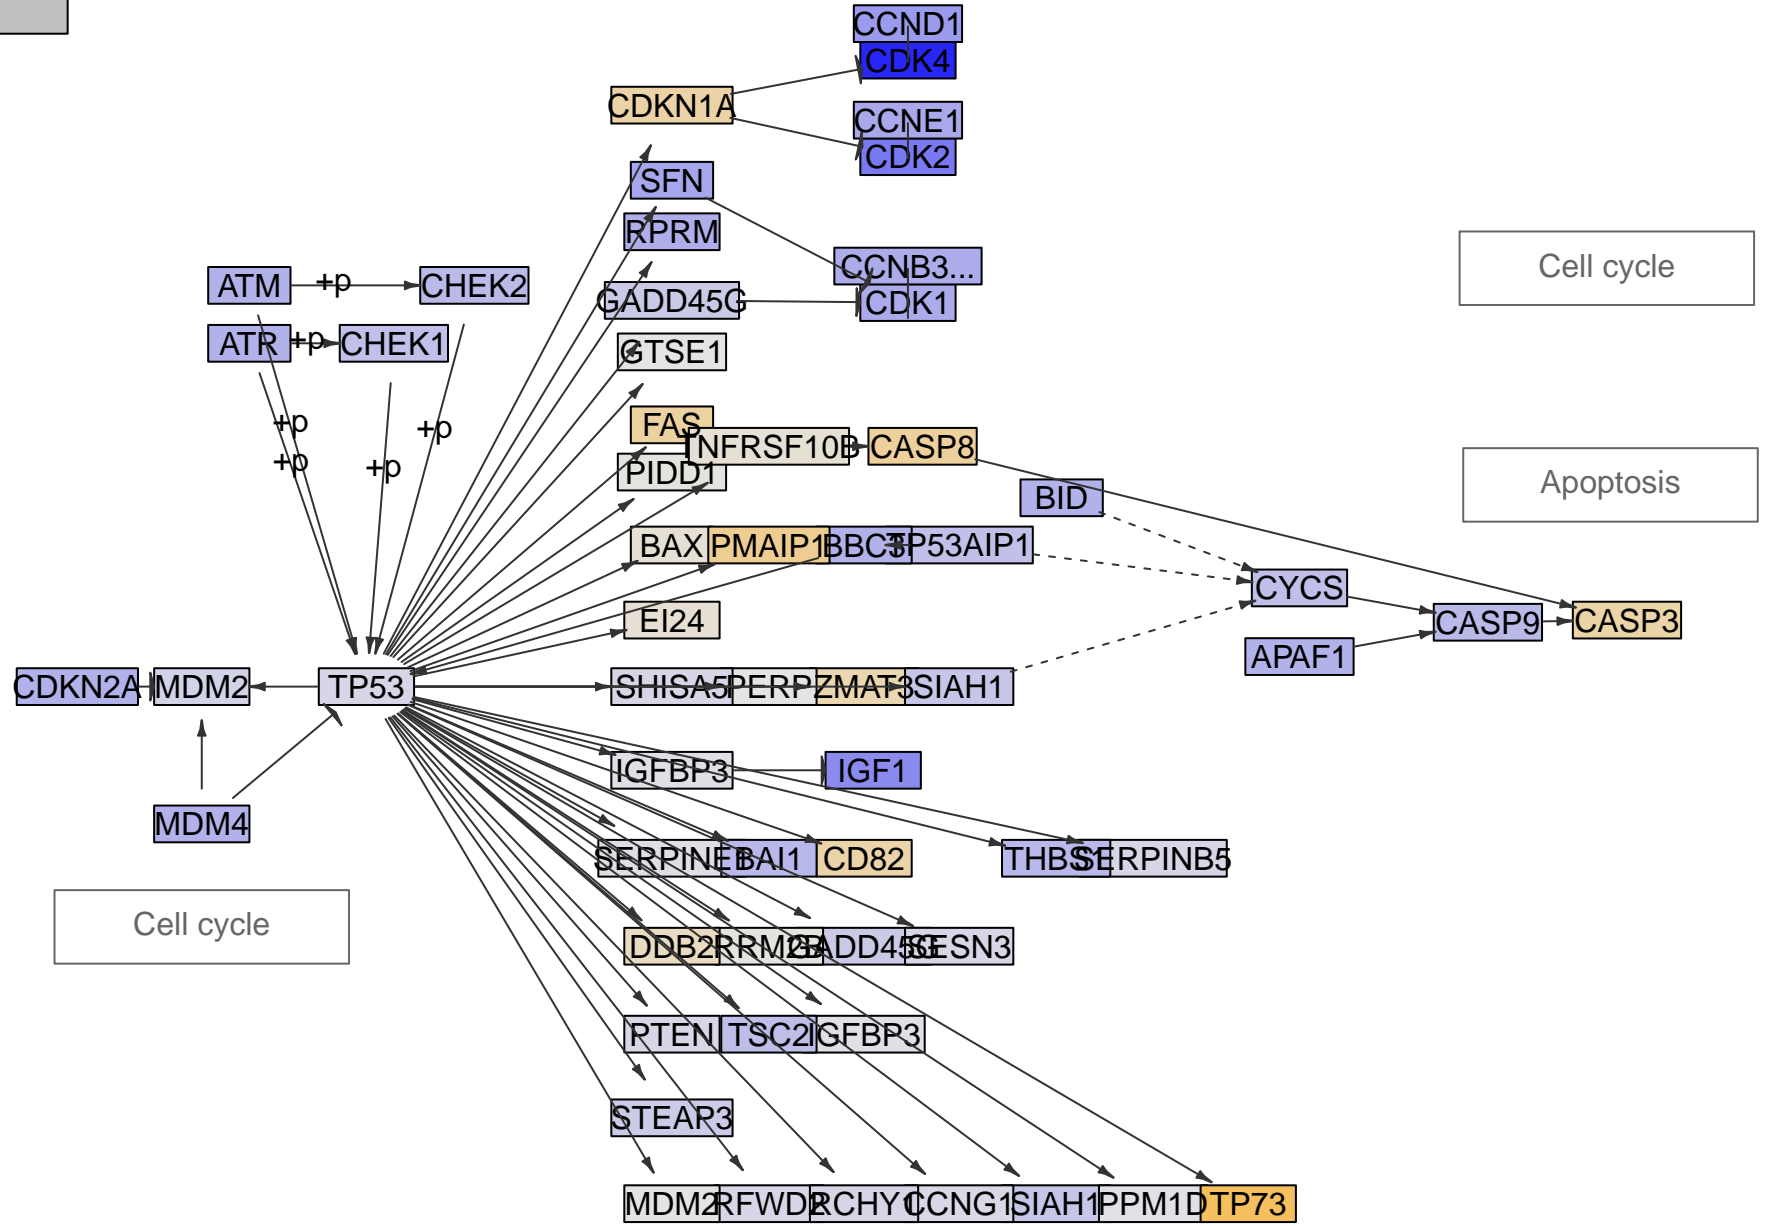 CCND1
CDK4
CDKN1A
CCNE1
CDK2
SFN
RPRM
CCNB3...
Cell cycle
ATM +p CHEK2
GADD45G CDK1
ATR +p CHEK1
GTSE1
+p
+p
FAS
TNFRSF10B CASP8
+p
+p
PIDD1
Apoptosis
BID
BAX PMAIP1 BBC3 TP53AIP1
CYCS
EI24
CASP9 CASP3
APAF1
CDKN2A MDM2 TP53 SHISA5 PERP ZMAT3 SIAH1
IGFBP3 IGF1
MDM4
SERPINE1 BAI1 CD82 THBS1 SERPINB5
Cell cycle
DDB2 RRM2B GADD45G SESN3
PTEN TSC2 IGFBP3
STEAP3
MDM2 RFWD2 RCHY1 CCNG1 SIAH1 PPM1D TP73